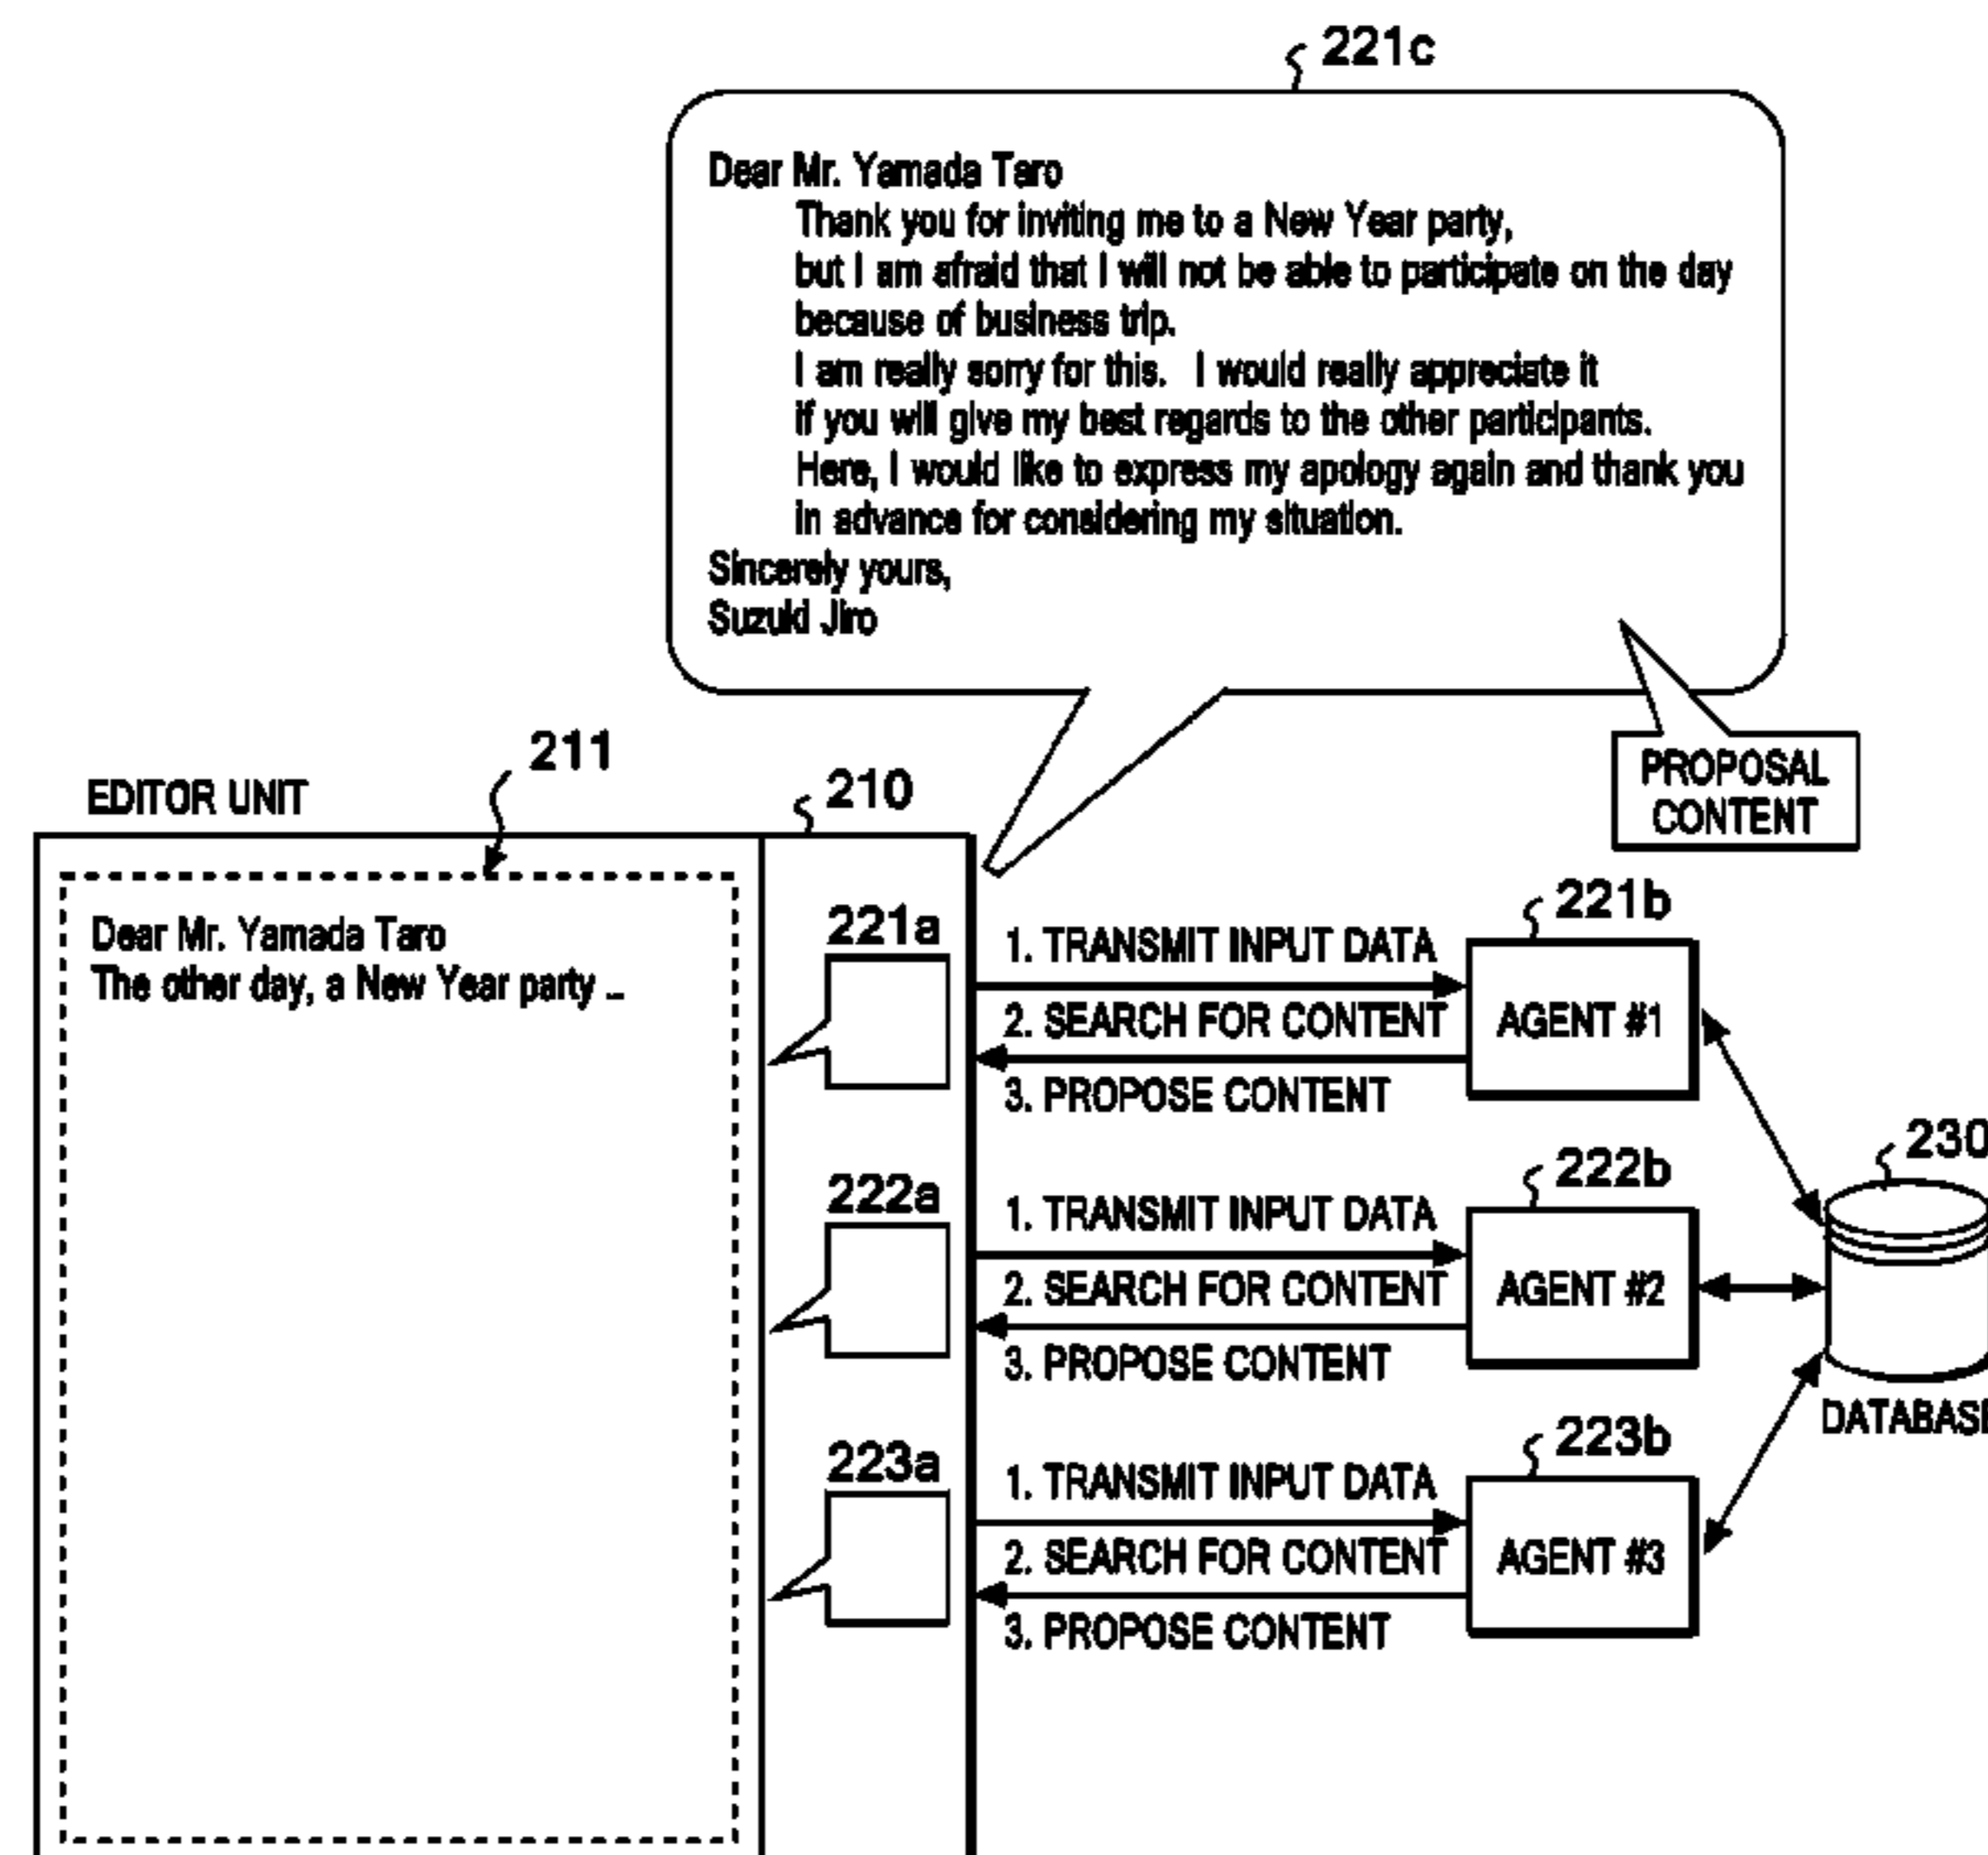 221c
Dear Mr. Yamada Taro
Thank you for inviting me to a New Year party,
but I am afraid that I will not be able to participate on the day
because of business trip.
I am really sorry for this. I would really appreciate it
if you will give my best regards to the other participants.
Here, I would like to express my apology again and thank you
in advance for considering my situation.
Sincerely yours,
Suzuki Jiro
PROPOSAL
CONTENT
EDITOR UNIT
211
210
Dear Mr. Yamada Taro
The other day, a New Year party ...
221a
1. TRANSMIT INPUT DATA
2. SEARCH FOR CONTENT
3. PROPOSE CONTENT
221b
AGENT #1
222a
1. TRANSMIT INPUT DATA
2. SEARCH FOR CONTENT
3. PROPOSE CONTENT
222b
AGENT #2
230
DATABASE
223a
1. TRANSMIT INPUT DATA
2. SEARCH FOR CONTENT
3. PROPOSE CONTENT
223b
AGENT #3